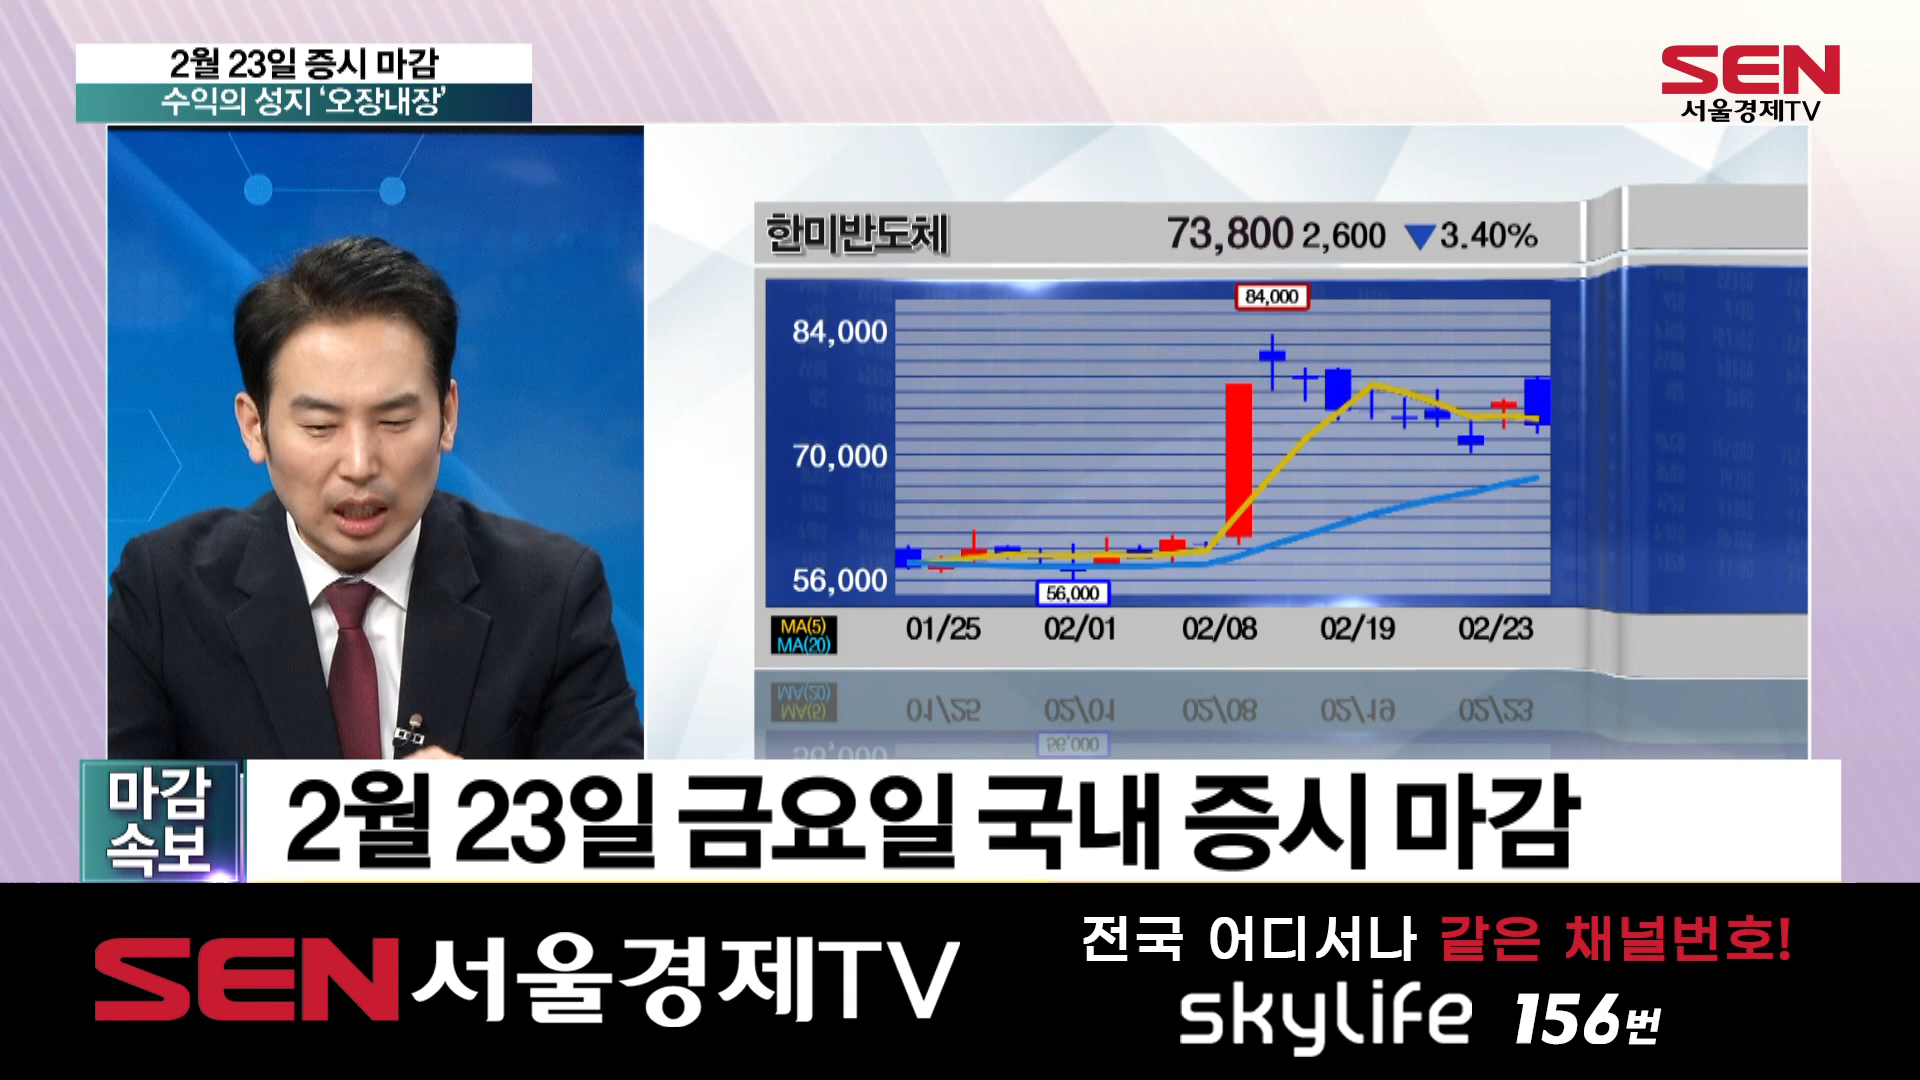 2월 23일 증시 마감
수익의 성지 ‘오장내장’
SEN
서울경제TV
한미반도체 73,800 2,600 ▼3.40%
84,000
84,000
70,000
56,000
56,000
MA(5)
MA(20)
01/25 02/01 02/08 02/19 02/23
마감
속보
2월 23일 금요일 국내 증시 마감
SEN 서울경제TV
전국 어디서나 같은 채널번호!
skylife 156번